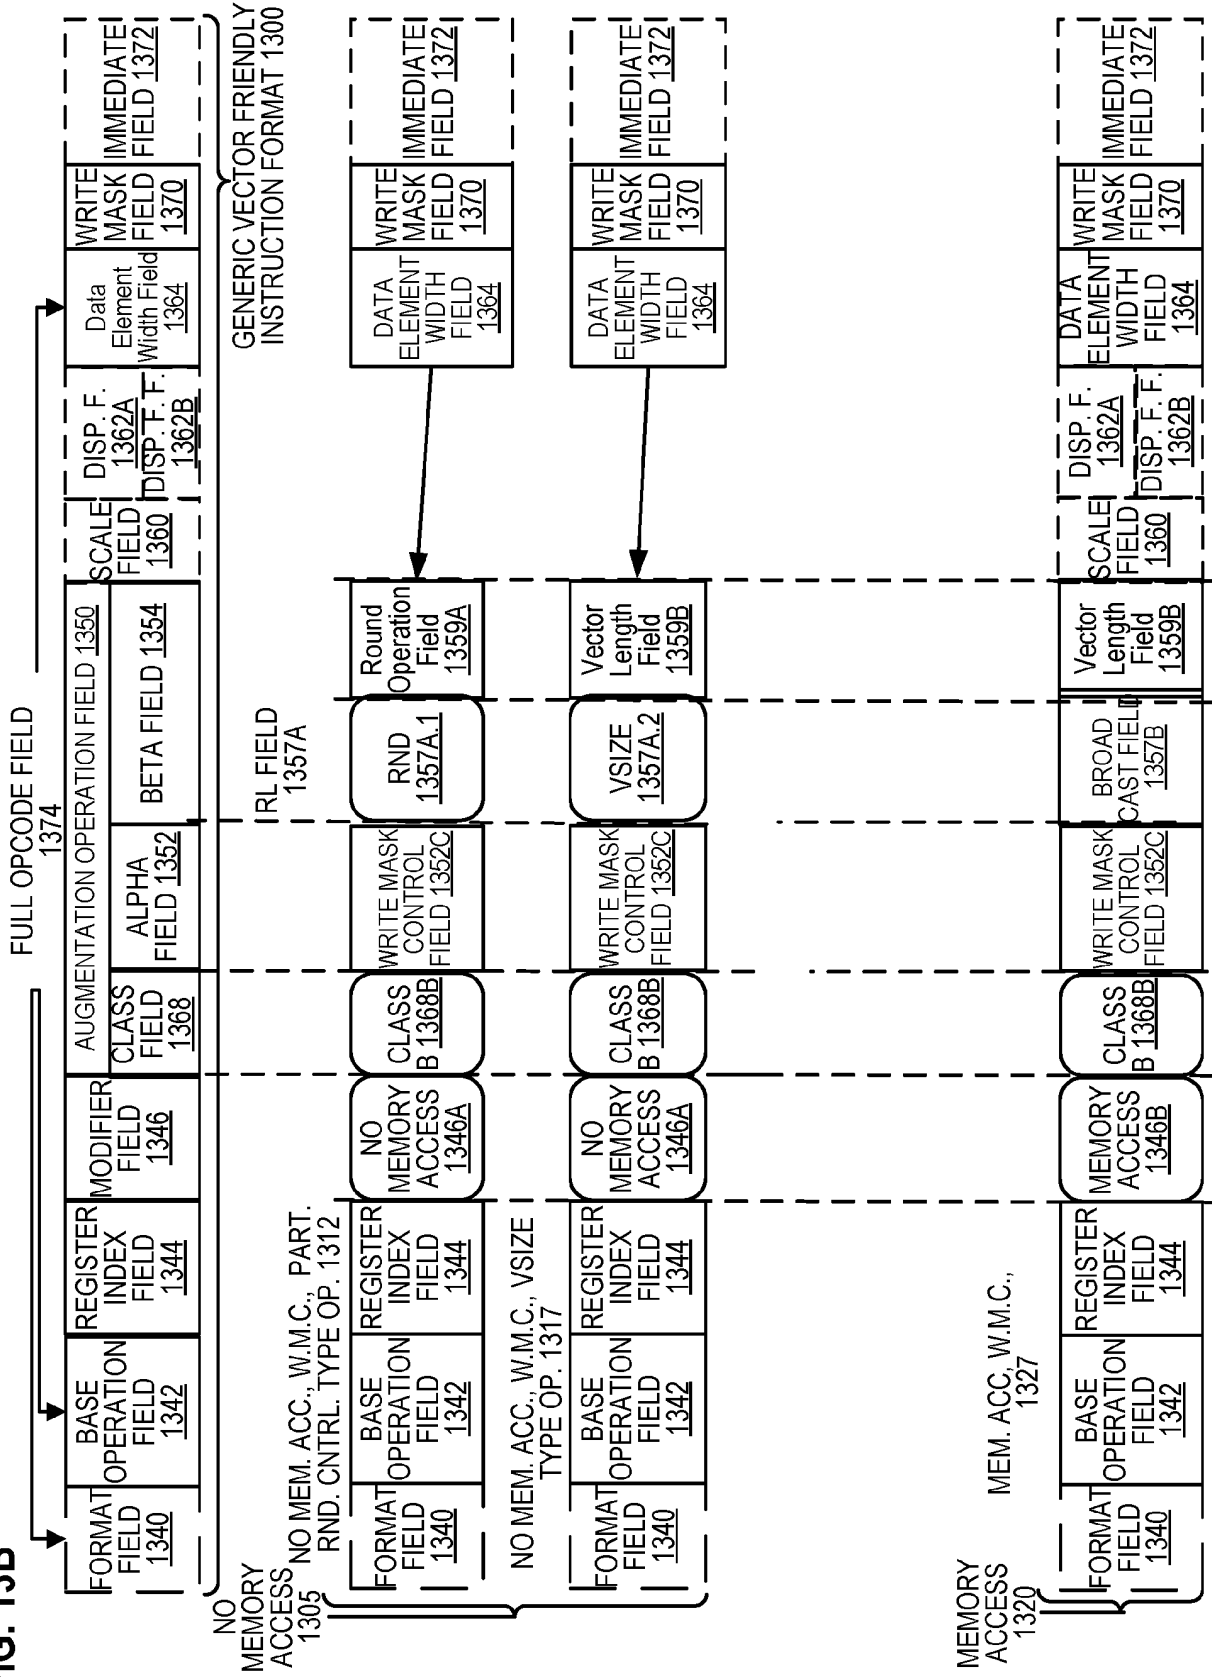 FIG. 13B
FULL OPCODE FIELD
1374
FORMAT
FIELD
1340
BASE
OPERATION
FIELD
1342
REGISTER
INDEX
FIELD
1344
MODIFIER
FIELD
1346
AUGMENTATION OPERATION FIELD 1350
CLASS
FIELD
1368
ALPHA
FIELD 1352
BETA FIELD 1354
SCALE
FIELD
1360
DISP. F.
1362A
DISP. F. F.
1362B
Data
Element
Width Field
1364
WRITE
MASK
FIELD
1370
IMMEDIATE
FIELD 1372
GENERIC VECTOR FRIENDLY
INSTRUCTION FORMAT 1300
NO
MEMORY
ACCESS
1305
RL FIELD
1357A
NO MEM. ACC., W.M.C., PART.
RND. CNTRL. TYPE OP. 1312
FORMAT
FIELD
1340
BASE
OPERATION
FIELD
1342
REGISTER
INDEX
FIELD
1344
NO
MEMORY
ACCESS
1346A
CLASS
B 1368B
WRITE MASK
CONTROL
FIELD 1352C
RND
1357A.1
Round
Operation
Field
1359A
DATA
ELEMENT
WIDTH
FIELD
1364
WRITE
MASK
FIELD
1370
IMMEDIATE
FIELD 1372
NO MEM. ACC., W.M.C., VSIZE
TYPE OP. 1317
FORMAT
FIELD
1340
BASE
OPERATION
FIELD
1342
REGISTER
INDEX
FIELD
1344
NO
MEMORY
ACCESS
1346A
CLASS
B 1368B
WRITE MASK
CONTROL
FIELD 1352C
VSIZE
1357A.2
Vector
Length
Field
1359B
DATA
ELEMENT
WIDTH
FIELD
1364
WRITE
MASK
FIELD
1370
IMMEDIATE
FIELD 1372
MEMORY
ACCESS
1320
MEM. ACC, W.M.C.,
1327
FORMAT
FIELD
1340
BASE
OPERATION
FIELD
1342
REGISTER
INDEX
FIELD
1344
MEMORY
ACCESS
1346B
CLASS
B 1368B
WRITE MASK
CONTROL
FIELD 1352C
BROAD
CAST FIELD
1357B
Vector
Length
Field
1359B
SCALE
FIELD
1360
DISP. F.
1362A
DISP. F. F.
1362B
DATA
ELEMENT
WIDTH
FIELD
1364
WRITE
MASK
FIELD
1370
IMMEDIATE
FIELD 1372